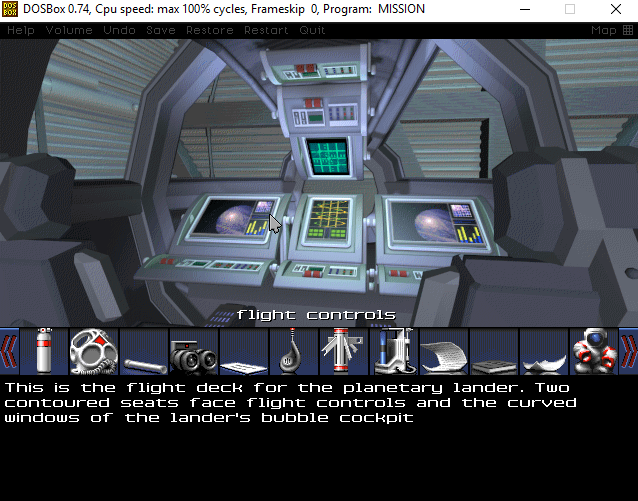 DOS
BOX
DOSBox 0.74, Cpu speed: max 100% cycles, Frameskip 0, Program: MISSION
Help Volume Undo Save Restore Restart Quit Map
flight controls
This is the flight deck for the planetary lander. Two
contoured seats face flight controls and the curved
windows of the lander's bubble cockpit